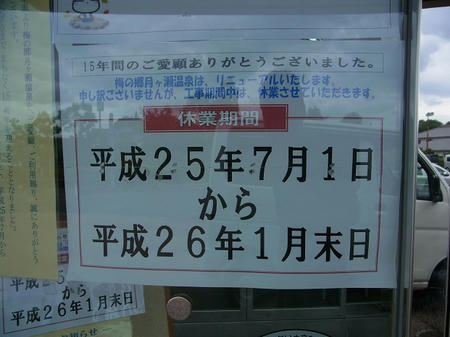 15年間のご愛顧ありがとうございました。
梅の郷月ヶ瀬温泉は、リニューアルいたします。
申し訳ございませんが、工事期間中は、休業させていただきます。
休業期間
平成25年7月1日
から
平成26年1月末日
から
平成26年1月末日